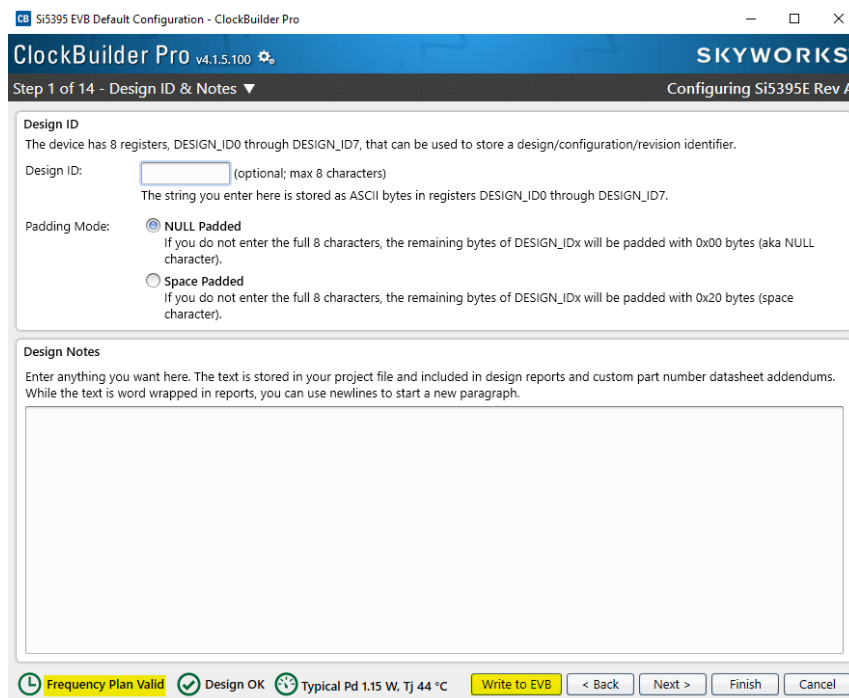 CB Si5395 EVB Default Configuration - ClockBuilder Pro
ClockBuilder Pro v4.1.5.100
SKYWORKS
Step 1 of 14 - Design ID & Notes ▼
Configuring Si5395E Rev A
Design ID
The device has 8 registers, DESIGN_ID0 through DESIGN_ID7, that can be used to store a design/configuration/revision identifier.
Design ID:
(optional; max 8 characters)
The string you enter here is stored as ASCII bytes in registers DESIGN_ID0 through DESIGN_ID7.
Padding Mode:
NULL Padded
If you do not enter the full 8 characters, the remaining bytes of DESIGN_IDx will be padded with 0x00 bytes (aka NULL
character).
Space Padded
If you do not enter the full 8 characters, the remaining bytes of DESIGN_IDx will be padded with 0x20 bytes (space
character).
Design Notes
Enter anything you want here. The text is stored in your project file and included in design reports and custom part number datasheet addendums.
While the text is word wrapped in reports, you can use newlines to start a new paragraph.
Frequency Plan Valid
Design OK
Typical Pd 1.15 W, Tj 44 °C
Write to EVB
< Back
Next >
Finish
Cancel